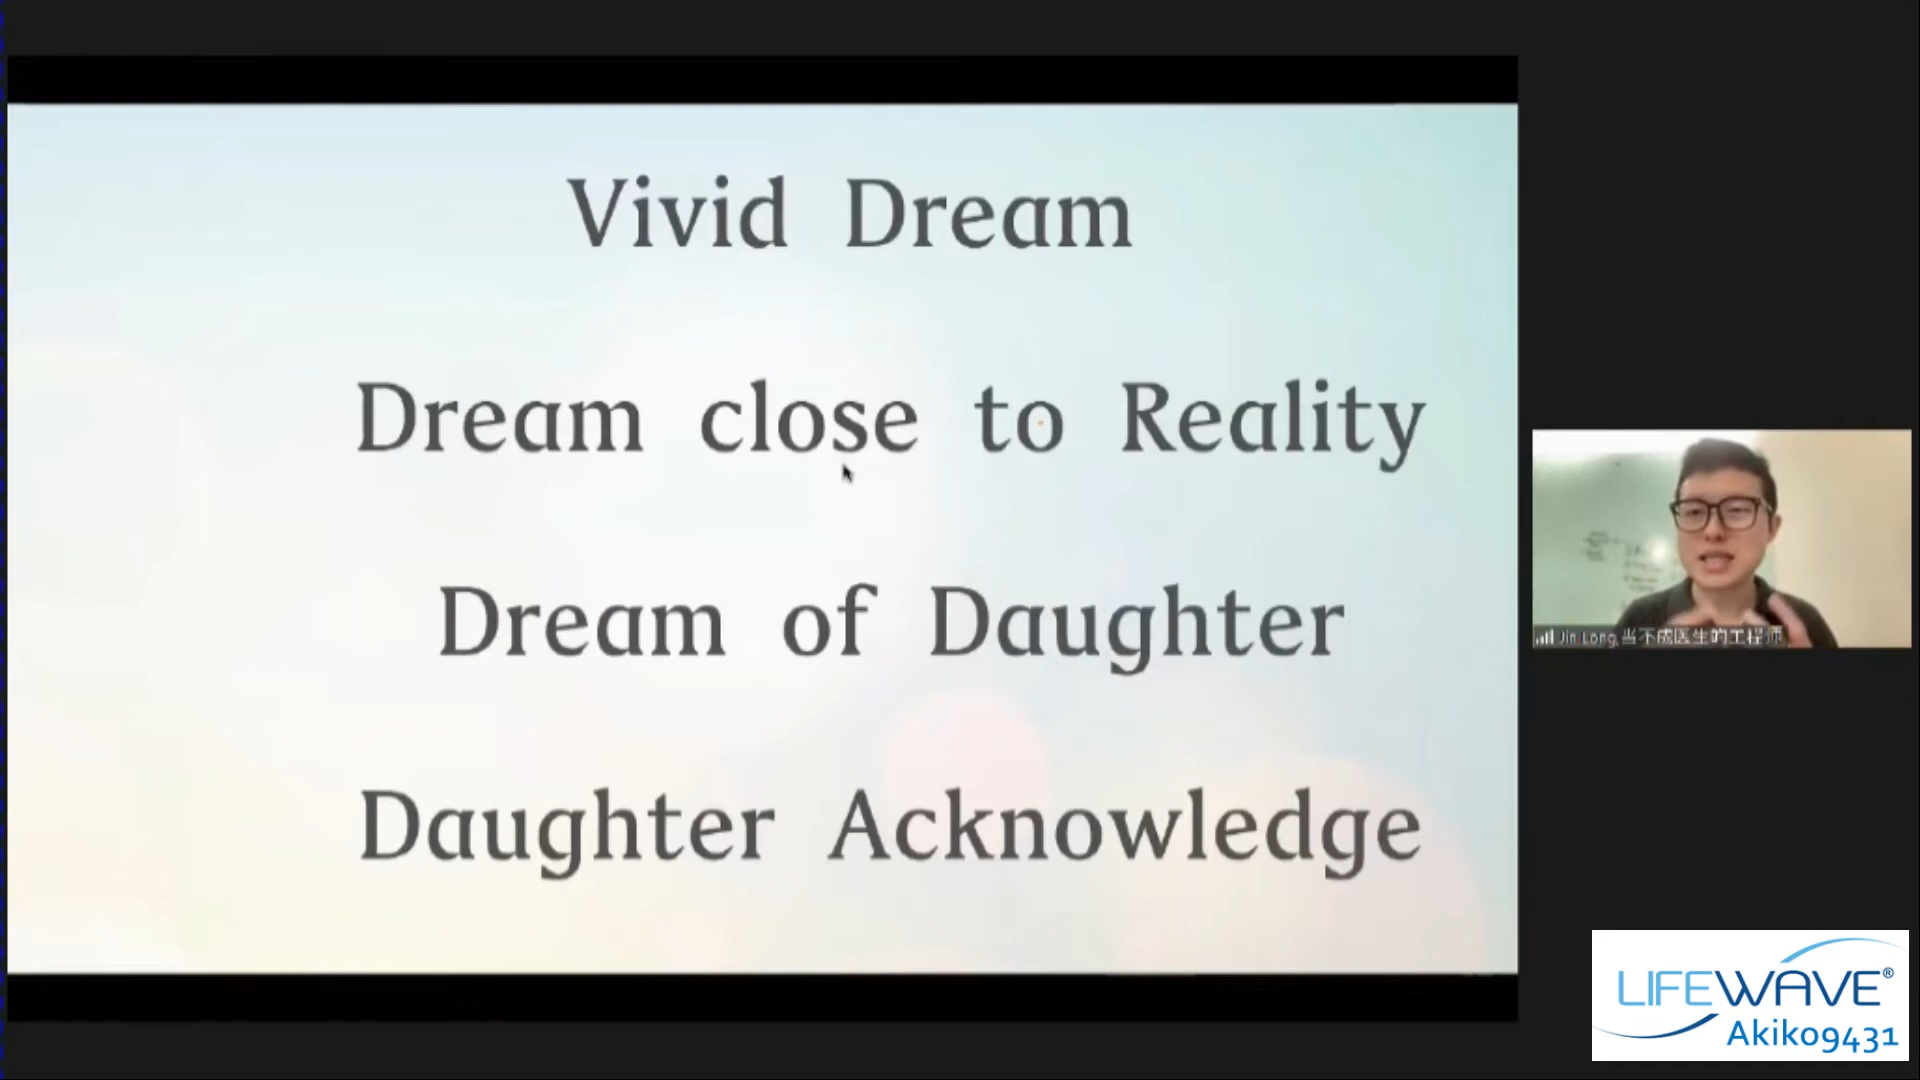 Vivid Dream
Dream close to Reality
Dream of Daughter
Daughter Acknowledge
Jin Long,当不成医生的工程师
LIFEWAVE®
Akiko9431